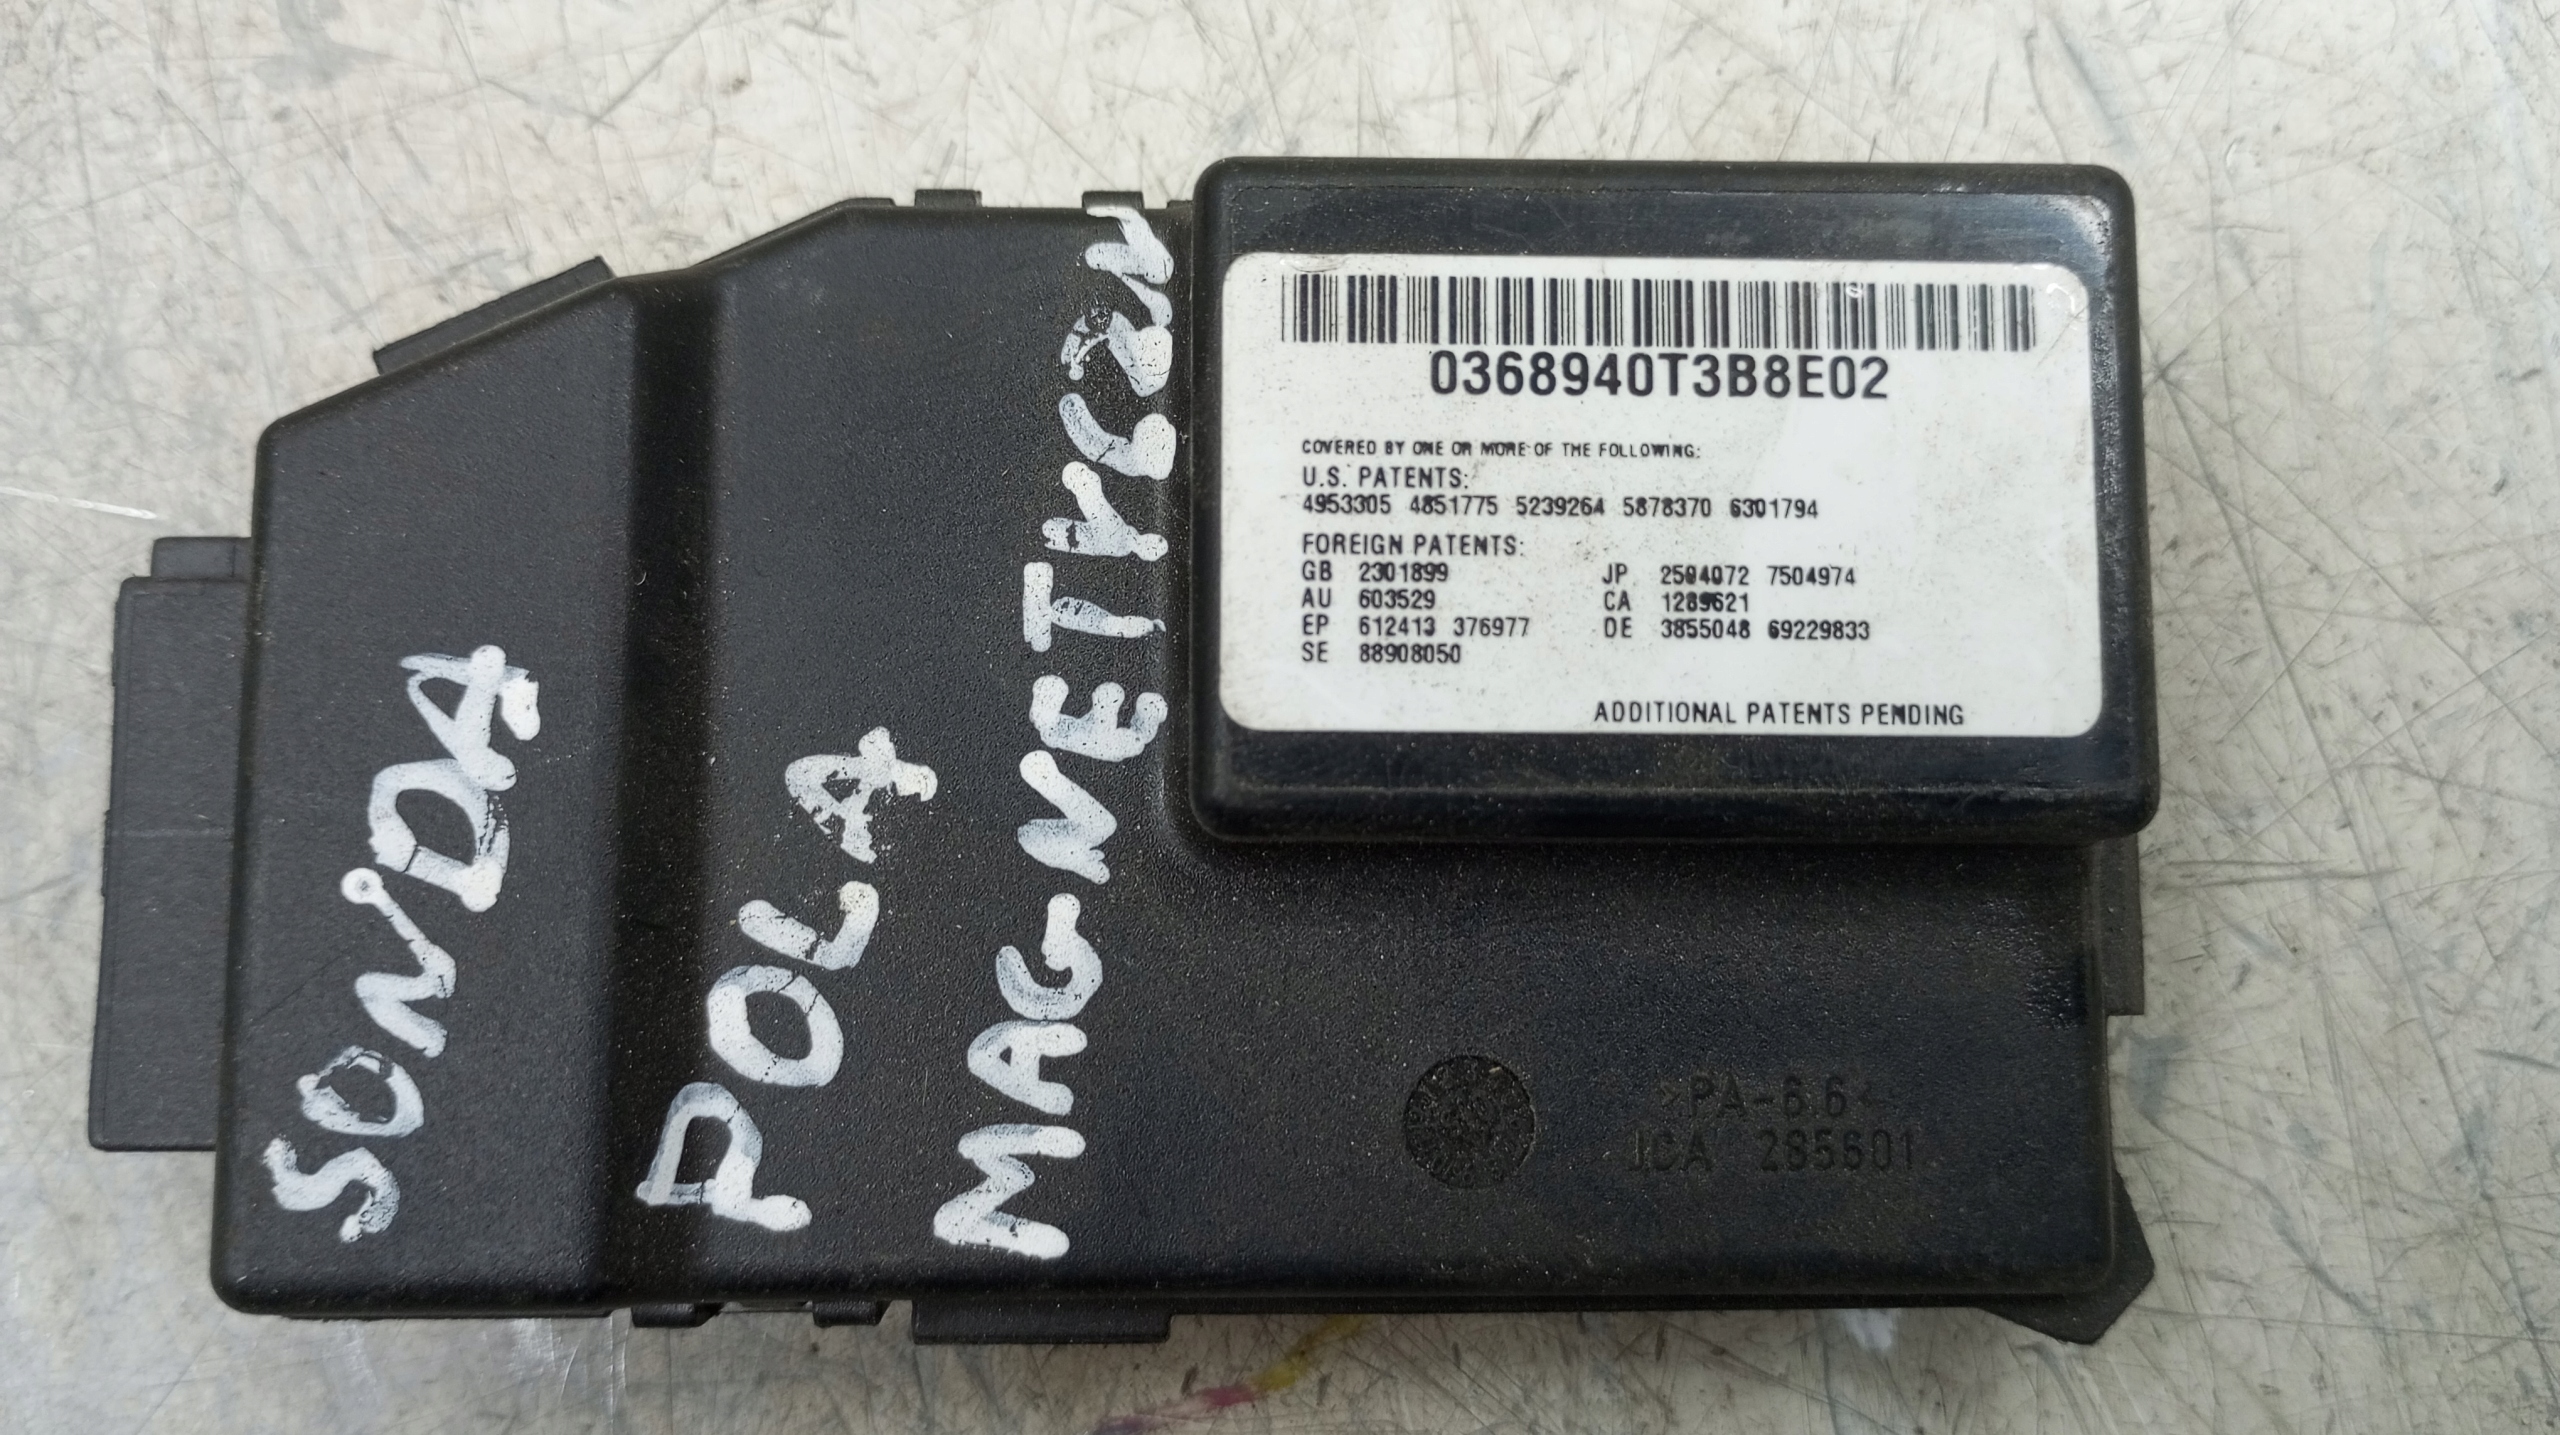 SONDA
POLA
MAGNETYCZN
0368940T3B8E02
COVERED BY ONE OR MORE OF THE FOLLOWING:
U.S. PATENTS:
4953305 4851775 5239264 5878370 6301794
FOREIGN PATENTS:
GB 2301899 JP 2504072 7504974
AU 603529 CA 1289621
EP 612413 376977 DE 3855048 69229833
SE 88908050
ADDITIONAL PATENTS PENDING
>PA-6.6<
JCA 285601